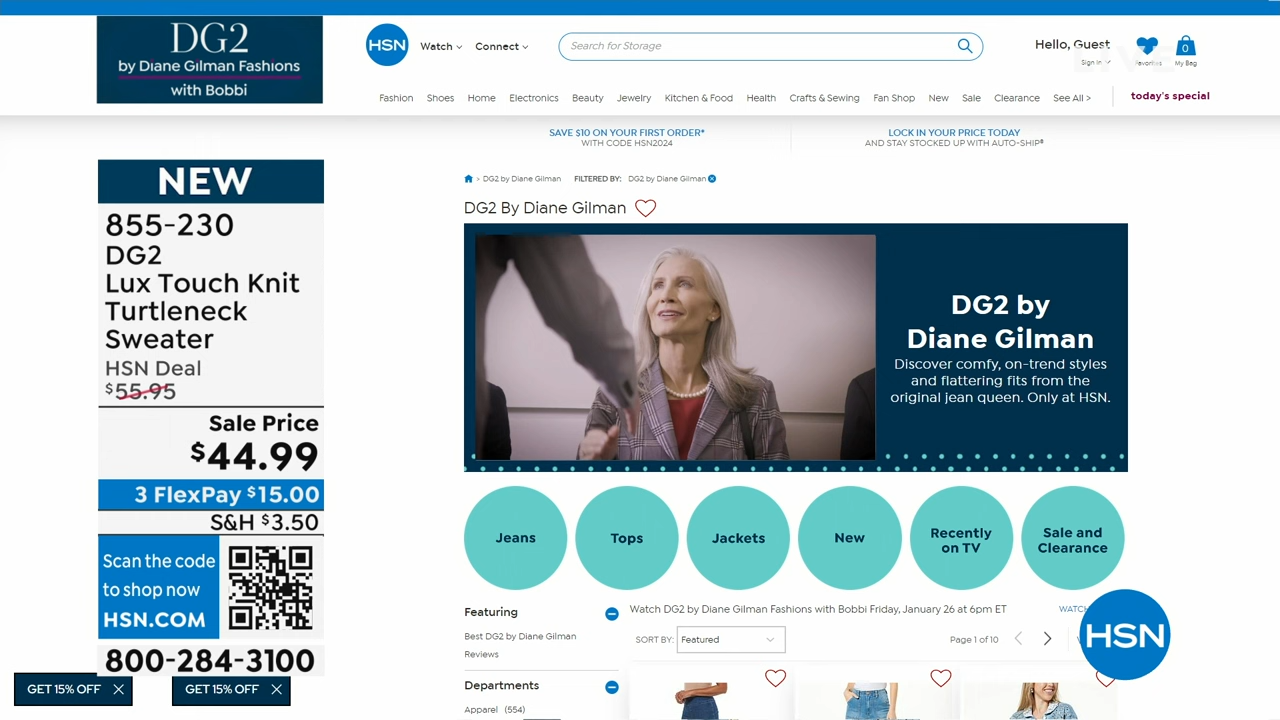 DG2
by Diane Gilman Fashions
with Bobbi
HSN
Watch
Connect
Search for Storage
Hello, Guest
Sign In
Favorites
0
My Bag
Fashion Shoes Home Electronics Beauty Jewelry Kitchen & Food Health Crafts & Sewing Fan Shop New Sale Clearance See All >
today's special
SAVE $10 ON YOUR FIRST ORDER*
WITH CODE HSN2024
LOCK IN YOUR PRICE TODAY
AND STAY STOCKED UP WITH AUTO-SHIP®
> DG2 by Diane Gilman FILTERED BY: DG2 by Diane Gilman
DG2 By Diane Gilman
NEW
855-230
DG2
Lux Touch Knit
Turtleneck
Sweater
HSN Deal
$55.95
Sale Price
$44.99
3 FlexPay $15.00
S&H $3.50
Scan the code
to shop now
HSN.COM
800-284-3100
GET 15% OFF
GET 15% OFF
DG2 by
Diane Gilman
Discover comfy, on-trend styles
and flattering fits from the
original jean queen. Only at HSN.
Jeans
Tops
Jackets
New
Recently
on TV
Sale and
Clearance
Featuring
Best DG2 by Diane Gilman
Reviews
Departments
Apparel (554)
Watch DG2 by Diane Gilman Fashions with Bobbi Friday, January 26 at 6pm ET
SORT BY: Featured
Page 1 of 10
HSN